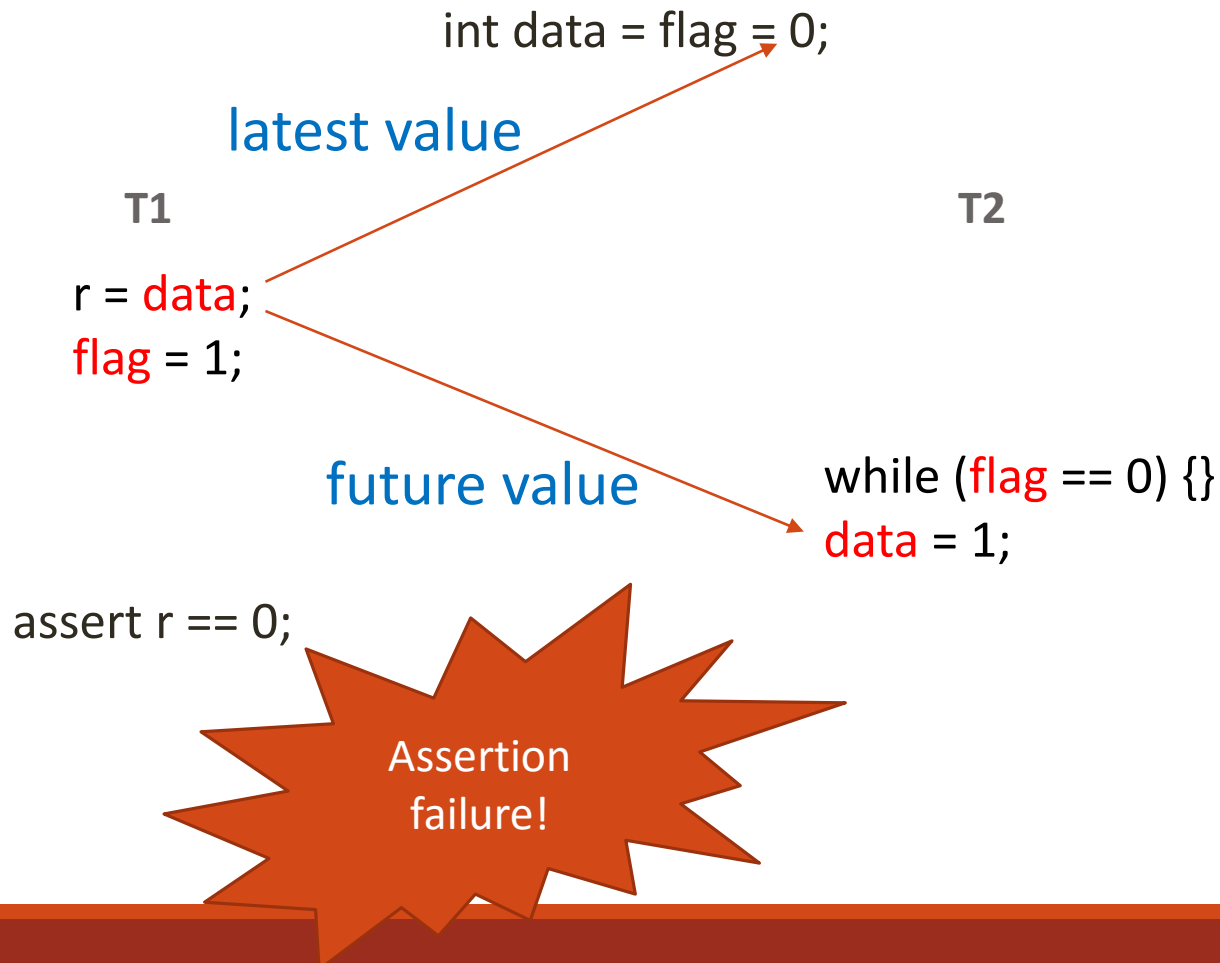 int data = flag = 0;
latest value
T1
T2
r = data;
flag = 1;
future value
while (flag == 0) {}
data = 1;
assert r == 0;
Assertion
failure!